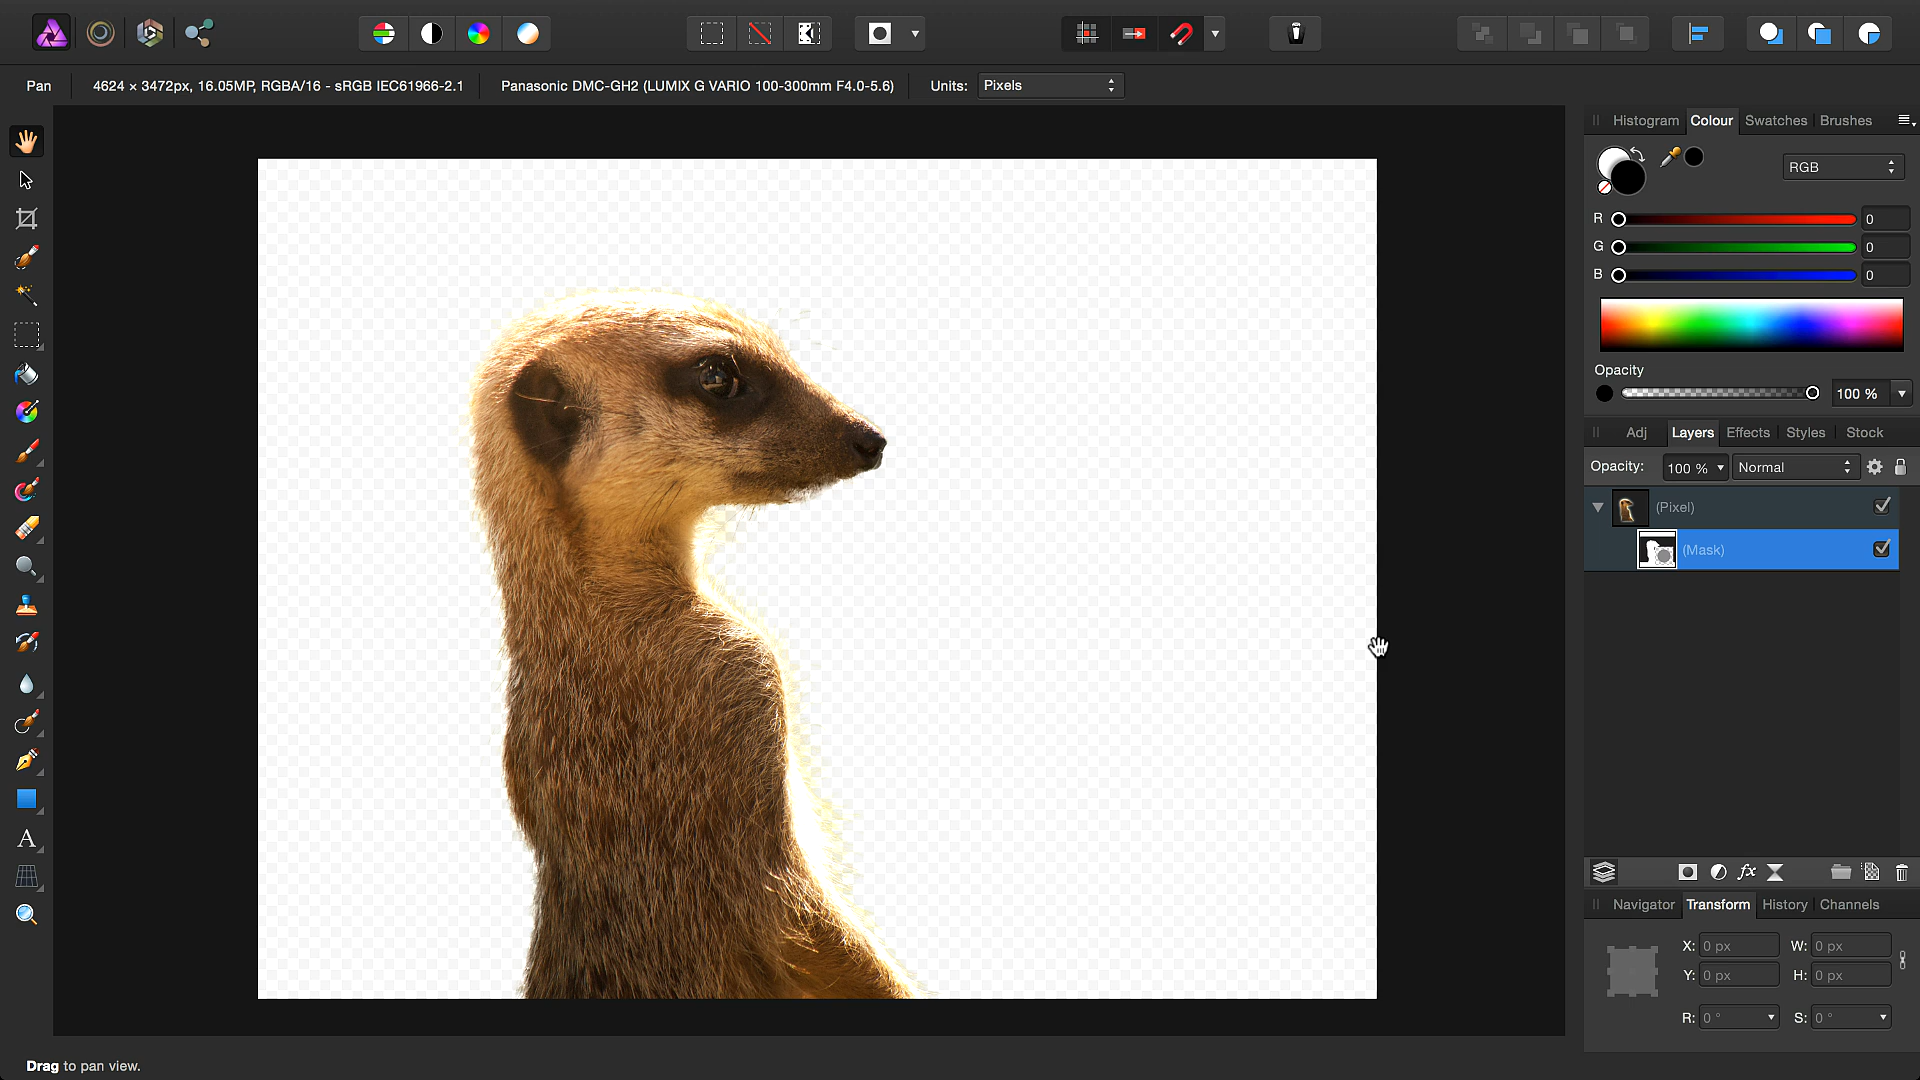 Pan
4624 × 3472px, 16.05MP, RGBA/16 - sRGB IEC61966-2.1
Panasonic DMC-GH2 (LUMIX G VARIO 100-300mm F4.0-5.6)
Units: Pixels
Histogram Colour Swatches Brushes
RGB
R 0
G 0
B 0
Opacity
100 %
Adj Layers Effects Styles Stock
Opacity: 100 % Normal
(Pixel)
(Mask)
fx
Navigator Transform History Channels
X: 0 px W: 0 px
Y: 0 px H: 0 px
R: 0 ° S: 0 °
A
Drag to pan view.